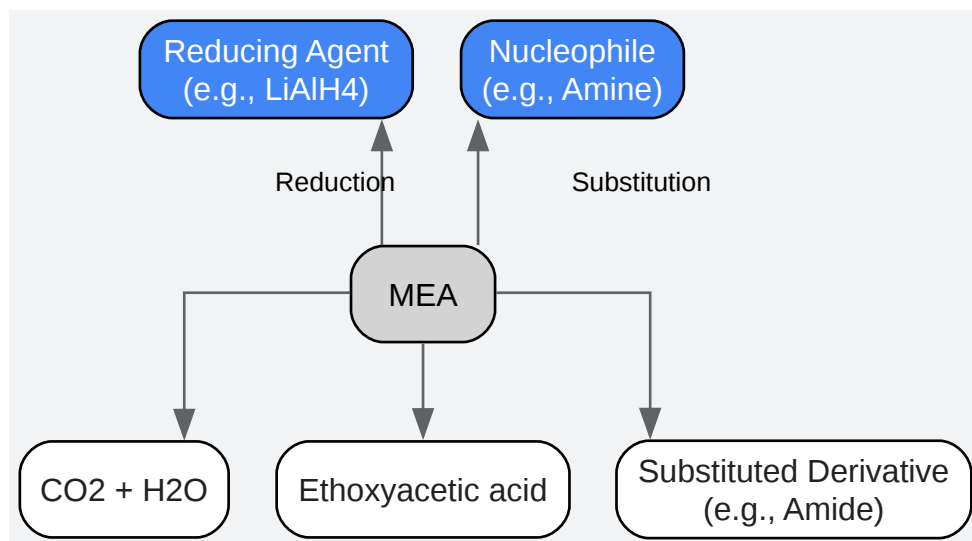 Reducing Agent
(e.g., LiAlH4)
Nucleophile
(e.g., Amine)
Reduction
Substitution
MEA
CO2 + H2O
Ethoxyacetic acid
Substituted Derivative
(e.g., Amide)